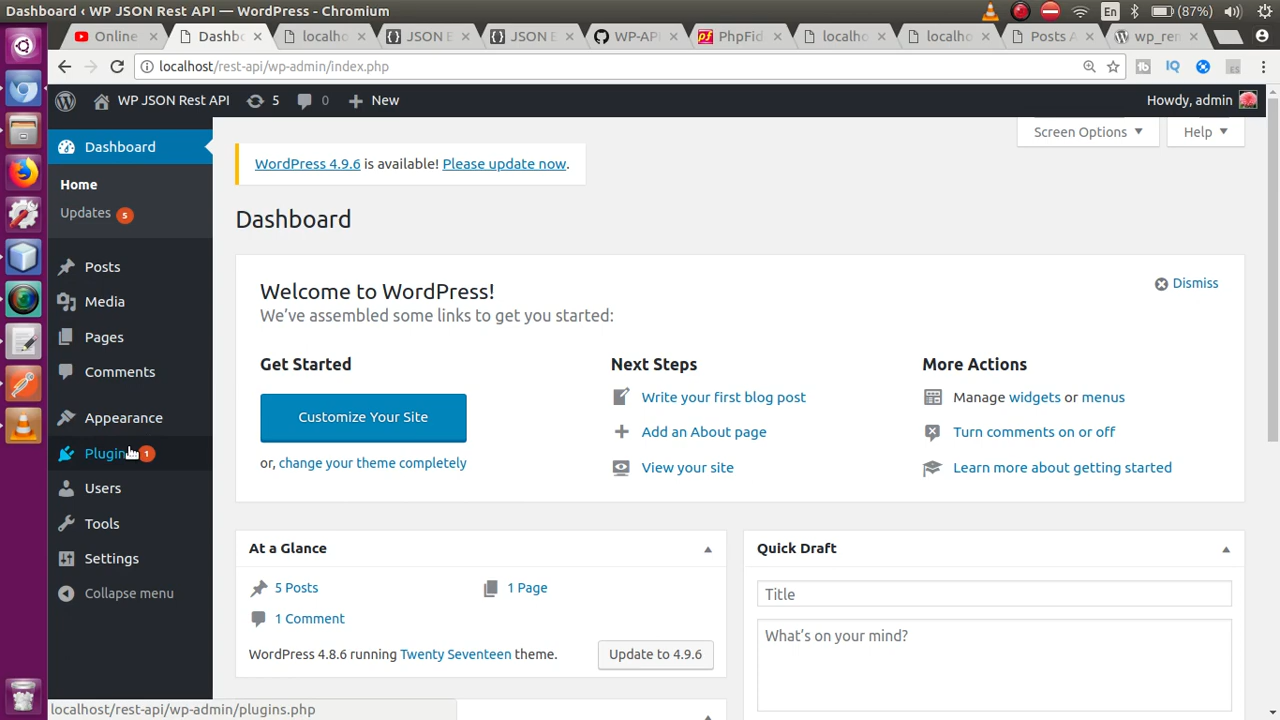 Dashboard ‹ WP JSON Rest API — WordPress - Chromium
En
(87%)
Online
Dashb
localho
JSON E
JSON E
WP-API
PhpFid
localho
localho
Posts A
wp_ren
localhost/rest-api/wp-admin/index.php
WP JSON Rest API
5
0
New
Howdy, admin
Dashboard
Home
Updates 5
Posts
Media
Pages
Comments
Appearance
Plugin 1
Users
Tools
Settings
Collapse menu
Screen Options
Help
WordPress 4.9.6 is available! Please update now.
Dashboard
Welcome to WordPress!
We've assembled some links to get you started:
Dismiss
Get Started
Customize Your Site
or, change your theme completely
Next Steps
Write your first blog post
Add an About page
View your site
More Actions
Manage widgets or menus
Turn comments on or off
Learn more about getting started
At a Glance
5 Posts
1 Page
1 Comment
WordPress 4.8.6 running Twenty Seventeen theme.
Update to 4.9.6
Quick Draft
Title
What's on your mind?
localhost/rest-api/wp-admin/plugins.php